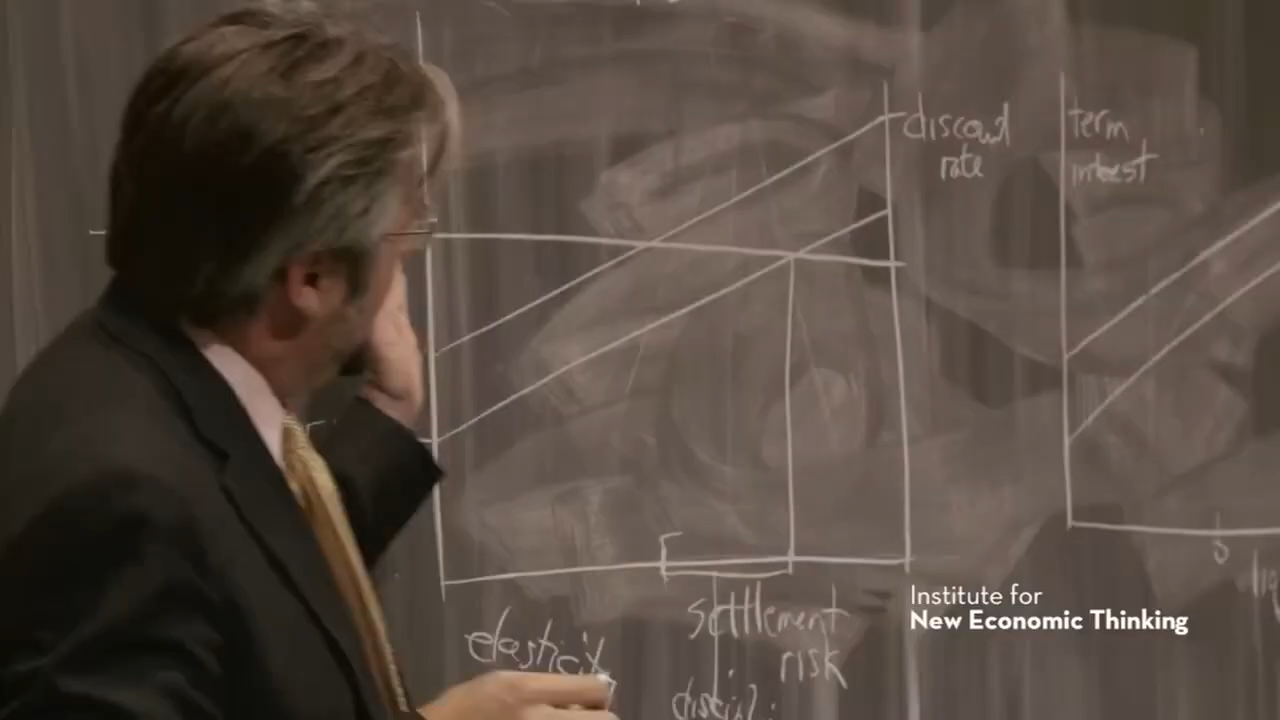 discount
rate
term
interest
Institute for
New Economic Thinking
settlement
risk
elasticity